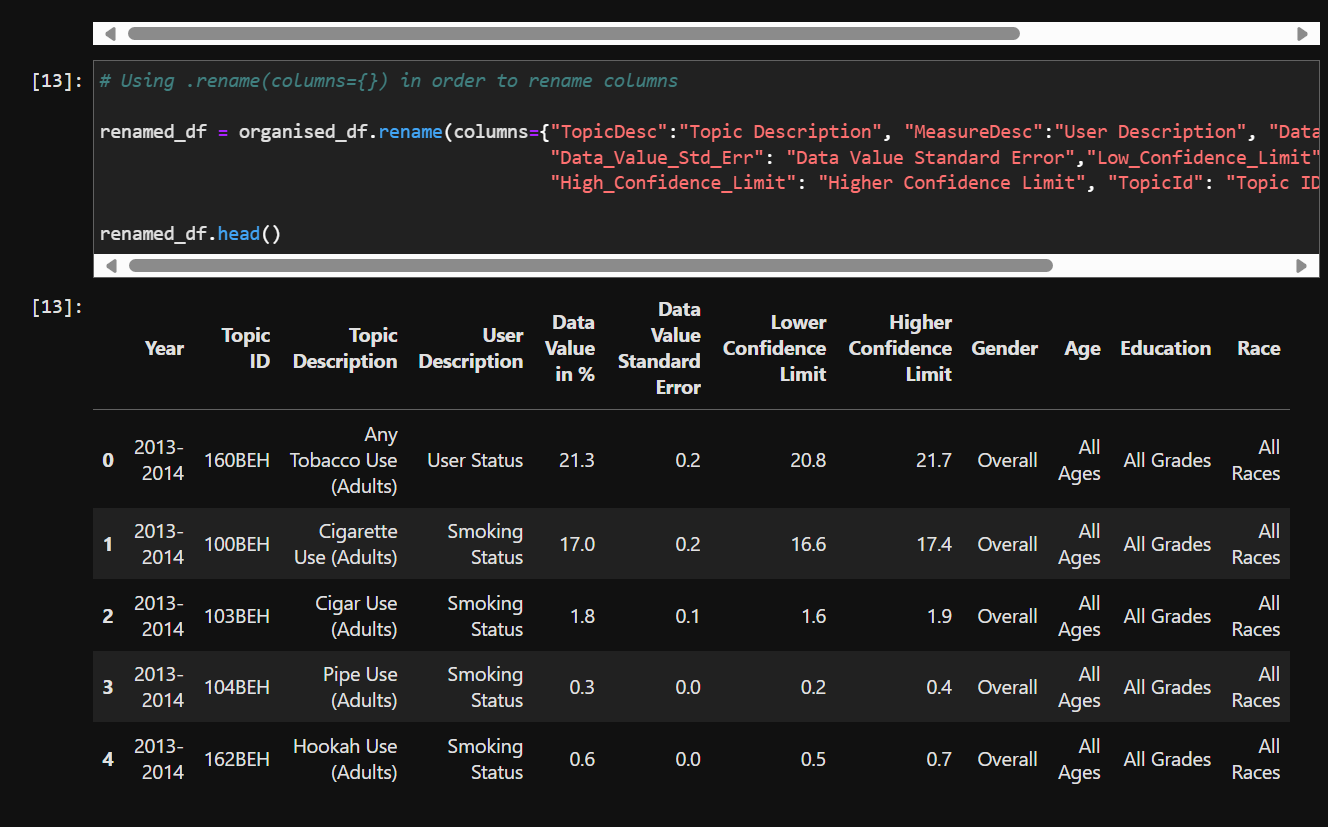 [13]:
# Using .rename(columns={}) in order to rename columns
renamed_df = organised_df.rename(columns={"TopicDesc":"Topic Description", "MeasureDesc":"User Description", "Data
"Data_Value_Std_Err": "Data Value Standard Error","Low_Confidence_Limit"
"High_Confidence_Limit": "Higher Confidence Limit", "TopicId": "Topic ID
renamed_df.head()
[13]:
Year Topic ID Topic Description User Description Data Value in % Data Value Standard Error Lower Confidence Limit Higher Confidence Limit Gender Age Education Race
0 2013-2014 160BEH Any Tobacco Use (Adults) User Status 21.3 0.2 20.8 21.7 Overall All Ages All Grades All Races
1 2013-2014 100BEH Cigarette Use (Adults) Smoking Status 17.0 0.2 16.6 17.4 Overall All Ages All Grades All Races
2 2013-2014 103BEH Cigar Use (Adults) Smoking Status 1.8 0.1 1.6 1.9 Overall All Ages All Grades All Races
3 2013-2014 104BEH Pipe Use (Adults) Smoking Status 0.3 0.0 0.2 0.4 Overall All Ages All Grades All Races
4 2013-2014 162BEH Hookah Use (Adults) Smoking Status 0.6 0.0 0.5 0.7 Overall All Ages All Grades All Races